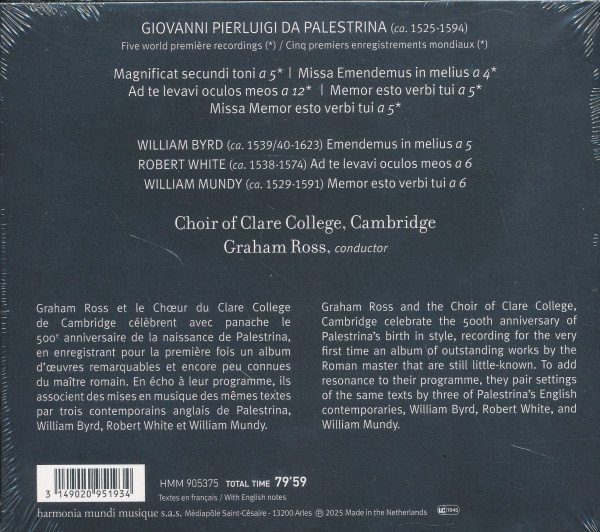 GIOVANNI PIERLUIGI DA PALESTRINA (ca. 1525-1594)
Five world première recordings (*) / Cinq premiers enregistrements mondiaux (*)
Magnificat secundi toni a 5* | Missa Emendemus in melius a 4*
Ad te levavi oculos meos a 12* | Memor esto verbi tui a 5*
Missa Memor esto verbi tui a 5*
WILLIAM BYRD (ca. 1539/40-1623) Emendemus in melius a 5
ROBERT WHITE (ca. 1538-1574) Ad te levavi oculos meos a 6
WILLIAM MUNDY (ca. 1529-1591) Memor esto verbi tui a 6
Choir of Clare College, Cambridge
Graham Ross, conductor
Graham Ross et le Chœur du Clare College
de Cambridge célèbrent avec panache le
500e anniversaire de la naissance de Palestrina,
en enregistrant pour la première fois un album
d'œuvres remarquables et encore peu connues
du maître romain. En écho à leur programme, ils
associent des mises en musique des mêmes textes
par trois contemporains anglais de Palestrina,
William Byrd, Robert White et William Mundy.
Graham Ross and the Choir of Clare College,
Cambridge celebrate the 500th anniversary of
Palestrina's birth in style, recording for the very
first time an album of outstanding works by the
Roman master that are still little-known. To add
resonance to their programme, they pair settings
of the same texts by three of Palestrina's English
contemporaries, William Byrd, Robert White, and
William Mundy.
3 149020 951934
HMM 905375 TOTAL TIME 79'59
Textes en français / With English notes
harmonia mundi musique s.a.s. Médiapôle Saint-Césaire - 13200 Arles Ⓟ 2025 Made in the Netherlands
LC 7045